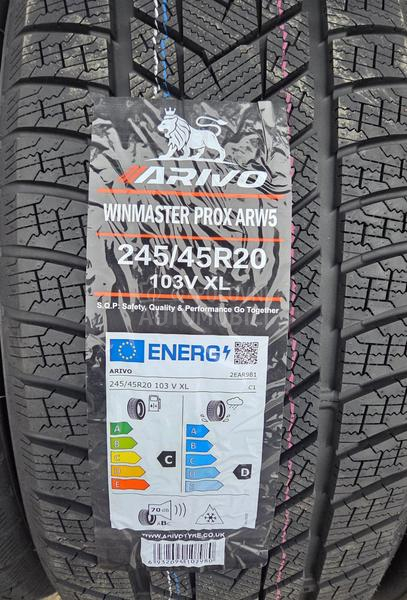 ARIVO
WINMASTER PROX ARW5
245/45R20
103V XL
S.Q.P: Safety, Quality & Performance Go Together
ENERG
ARIVO 2EAR981
245/45R20 103 V XL C1
A
B
C
D
E
C
A
B
C
D
E
D
70 dB
ABC
WWW.ARIVOTYRE.CO.UK